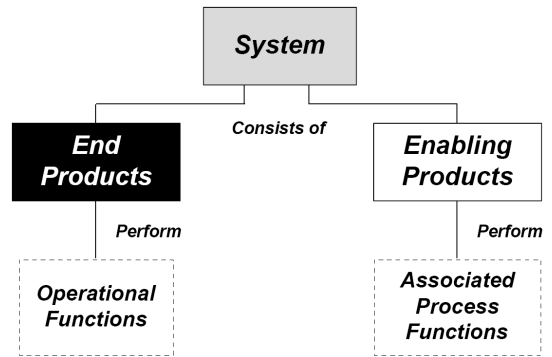 System
Consists of
End
Products
Enabling
Products
Perform
Perform
Operational
Functions
Associated
Process
Functions